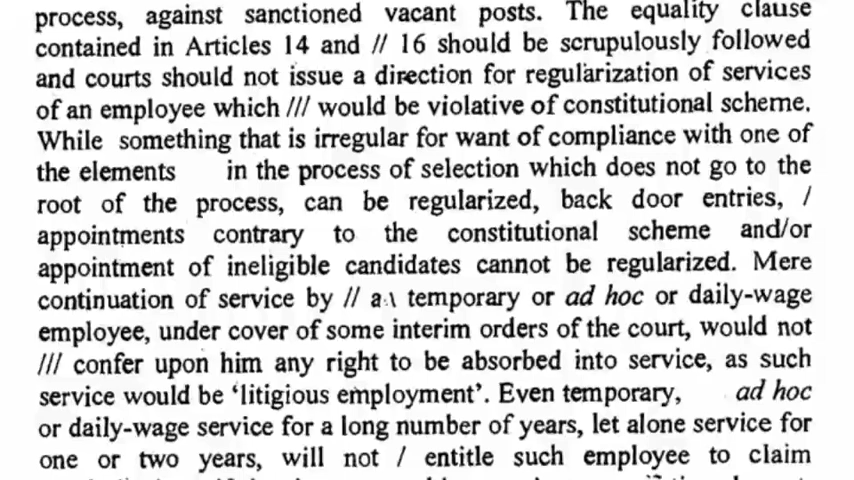 process, against sanctioned vacant posts. The equality clause
contained in Articles 14 and // 16 should be scrupulously followed
and courts should not issue a direction for regularization of services
of an employee which /// would be violative of constitutional scheme.
While something that is irregular for want of compliance with one of
the elements in the process of selection which does not go to the
root of the process, can be regularized, back door entries, /
appointments contrary to the constitutional scheme and/or
appointment of ineligible candidates cannot be regularized. Mere
continuation of service by // a temporary or ad hoc or daily-wage
employee, under cover of some interim orders of the court, would not
/// confer upon him any right to be absorbed into service, as such
service would be ‘litigious employment’. Even temporary, ad hoc
or daily-wage service for a long number of years, let alone service for
one or two years, will not / entitle such employee to claim